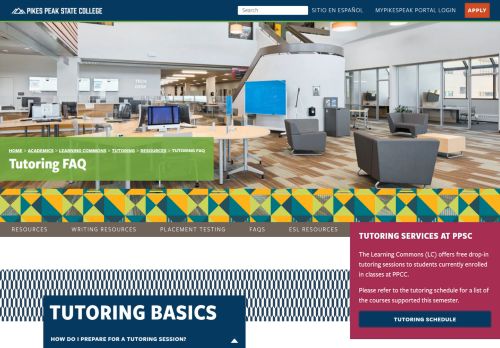 PIKES PEAK STATE COLLEGE
Search
SITIO EN ESPAÑOL
MYPIKESPEAK PORTAL LOGIN
APPLY
TECH
DESK
HOME > ACADEMICS > LEARNING COMMONS > TUTORING > RESOURCES > TUTORING FAQ
Tutoring FAQ
RESOURCES
WRITING RESOURCES
PLACEMENT TESTING
FAQS
ESL RESOURCES
TUTORING SERVICES AT PPSC
The Learning Commons (LC) offers free drop-in
tutoring sessions to students currently enrolled
in classes at PPCC.
Please refer to the tutoring schedule for a list of
the courses supported this semester.
TUTORING SCHEDULE
TUTORING BASICS
HOW DO I PREPARE FOR A TUTORING SESSION?